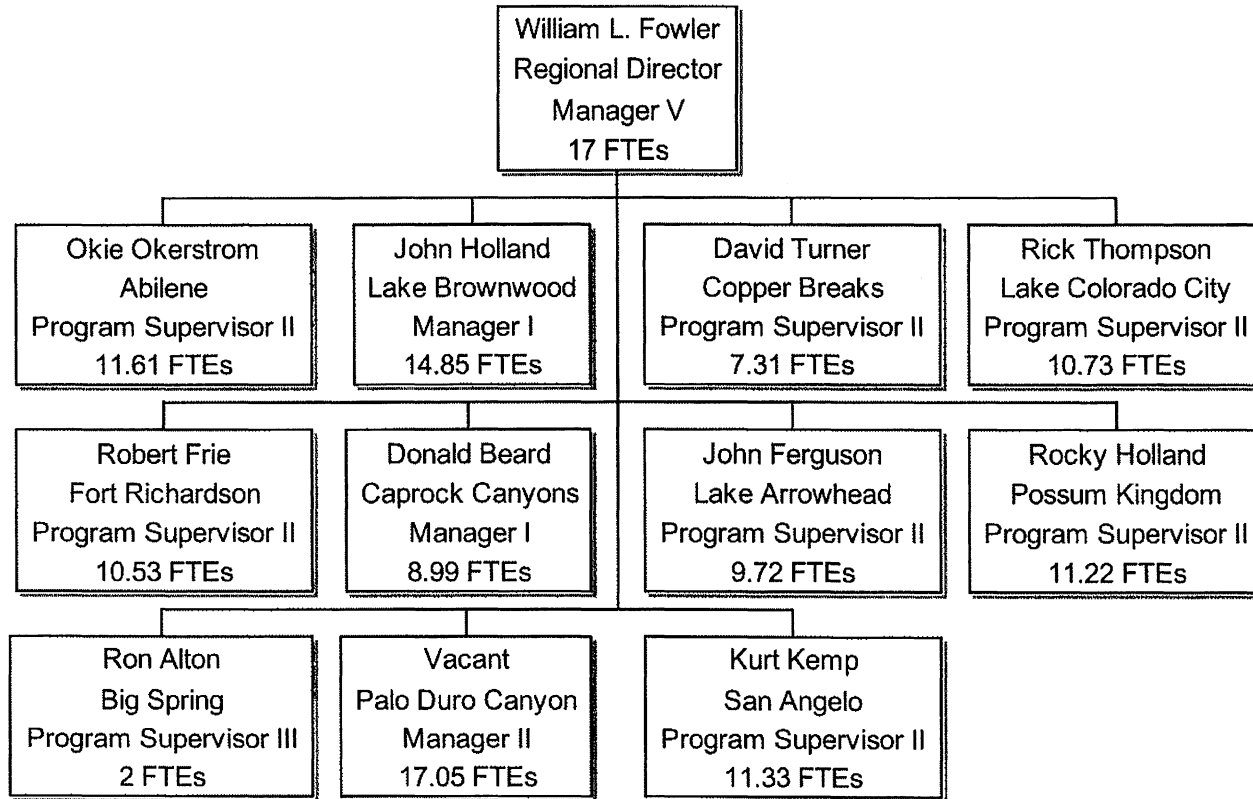 William L. Fowler
Regional Director
Manager V
17 FTEs
Okie Okerstrom
Abilene
Program Supervisor II
11.61 FTEs
John Holland
Lake Brownwood
Manager I
14.85 FTEs
David Turner
Copper Breaks
Program Supervisor II
7.31 FTEs
Rick Thompson
Lake Colorado City
Program Supervisor II
10.73 FTEs
Robert Frie
Fort Richardson
Program Supervisor II
10.53 FTEs
Donald Beard
Caprock Canyons
Manager I
8.99 FTEs
John Ferguson
Lake Arrowhead
Program Supervisor II
9.72 FTEs
Rocky Holland
Possum Kingdom
Program Supervisor II
11.22 FTEs
Ron Alton
Big Spring
Program Supervisor III
2 FTEs
Vacant
Palo Duro Canyon
Manager II
17.05 FTEs
Kurt Kemp
San Angelo
Program Supervisor II
11.33 FTEs